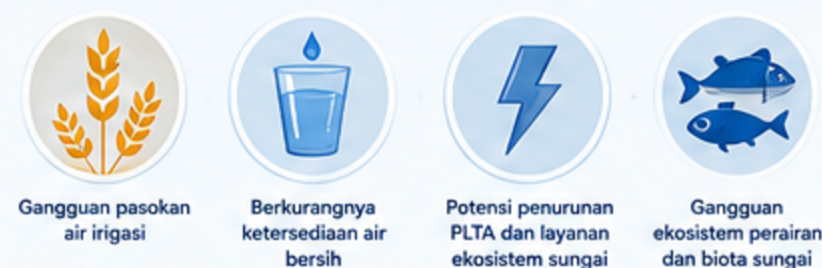 Gangguan pasokan
air irigasi
Berkurangnya
ketersediaan air
bersih
Potensi penurunan
PLTA dan layanan
ekosistem sungai
Gangguan
ekosistem perairan
dan biota sungai